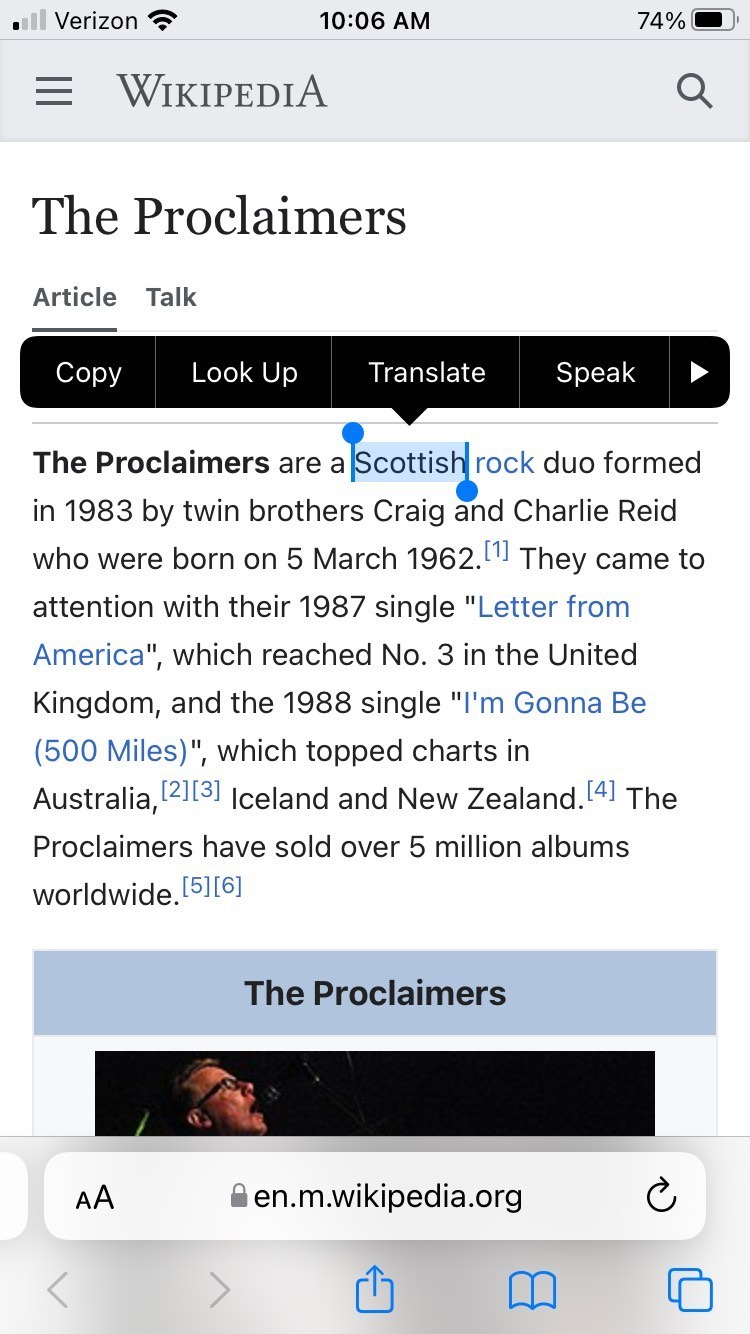 Verizon 10:06 AM 74%
WIKIPEDIA
The Proclaimers
Article Talk
Copy Look Up Translate Speak
The Proclaimers are a Scottish rock duo formed
in 1983 by twin brothers Craig and Charlie Reid
who were born on 5 March 1962.[1] They came to
attention with their 1987 single "Letter from
America", which reached No. 3 in the United
Kingdom, and the 1988 single "I'm Gonna Be
(500 Miles)", which topped charts in
Australia,[2][3] Iceland and New Zealand.[4] The
Proclaimers have sold over 5 million albums
worldwide.[5][6]
The Proclaimers
AA en.m.wikipedia.org